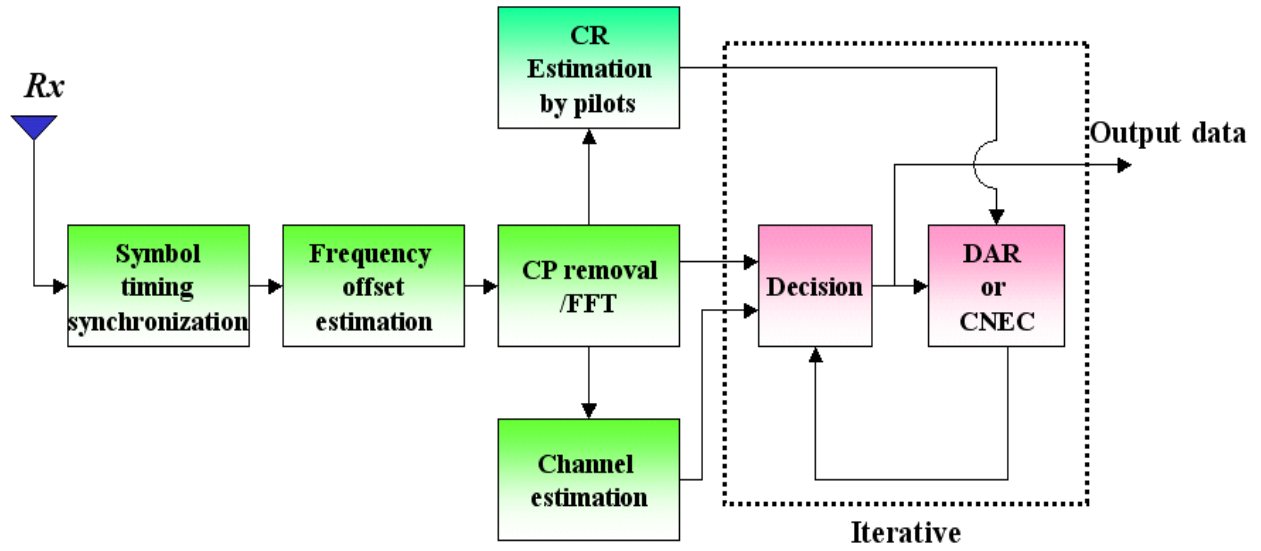 CR
Estimation
by pilots
Rx
Output data
Symbol
timing
synchronization
Frequency
offset
estimation
CP removal
/FFT
Decision
DAR
or
CNEC
Channel
estimation
Iterative